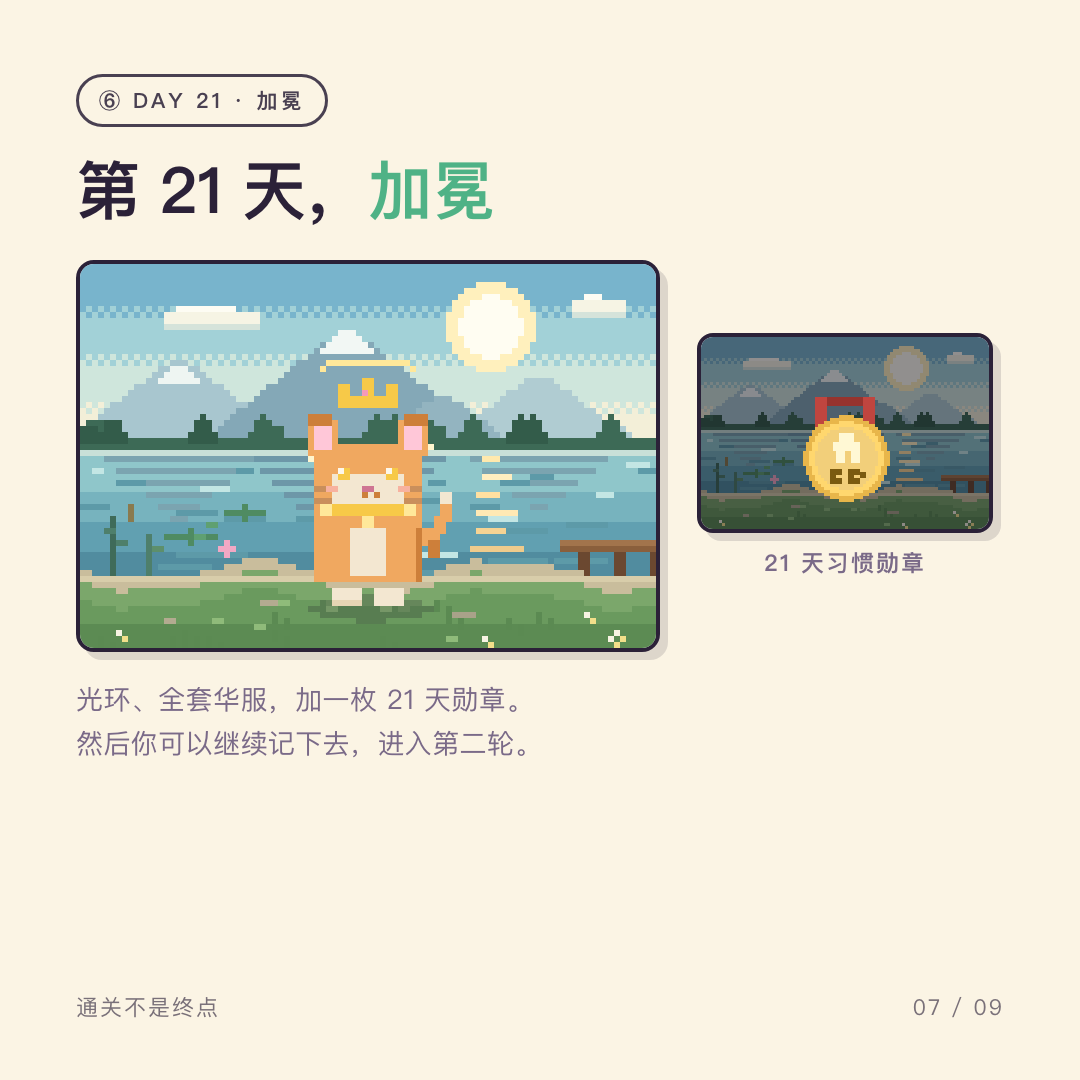 ⑥ DAY 21 · 加冕
第 21 天，加冕
21 天习惯勋章
光环、全套华服，加一枚 21 天勋章。
然后你可以继续记下去，进入第二轮。
通关不是终点
07 / 09